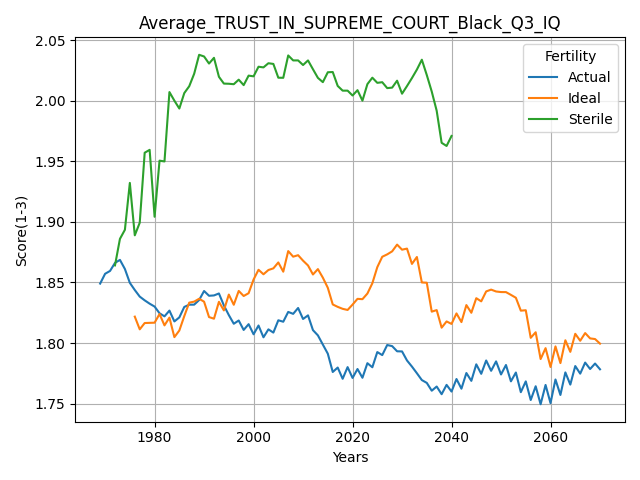 Average_TRUST_IN_SUPREME_COURT_Black_Q3_IQ
Fertility
Actual
Ideal
Sterile
Score(1-3)
2.05
2.00
1.95
1.90
1.85
1.80
1.75
1980
2000
2020
2040
2060
Years